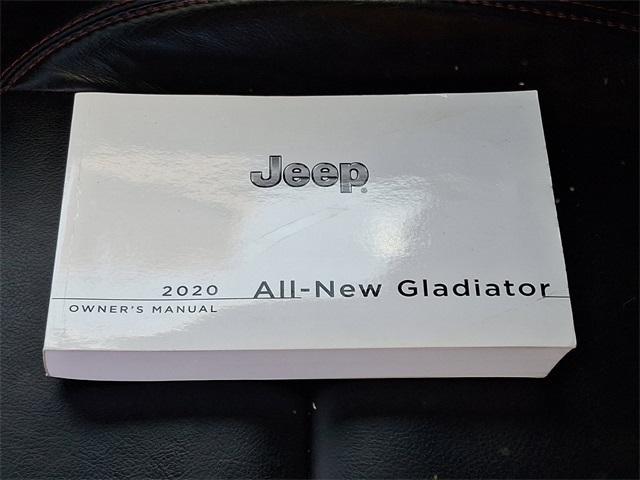 Jeep®
2020 All-New Gladiator
OWNER'S MANUAL